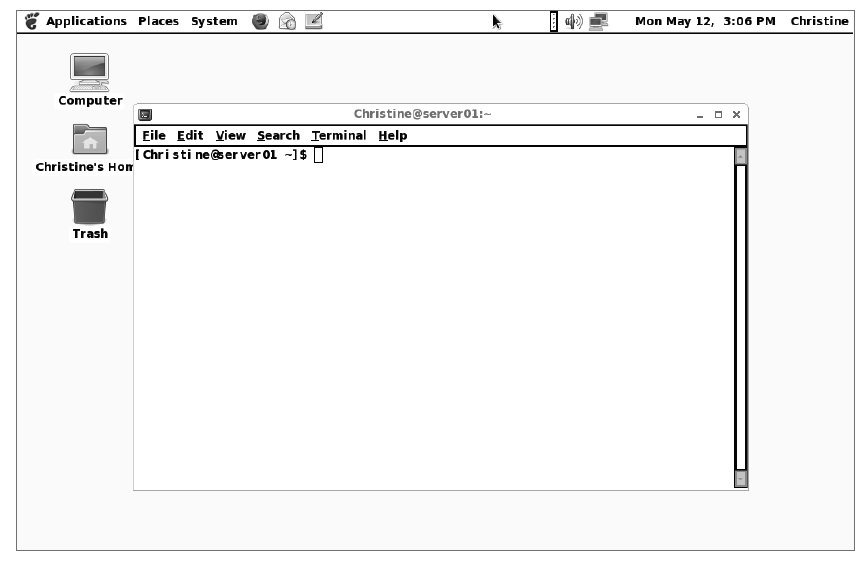 Applications Places System Mon May 12, 3:06 PM Christine
Computer
Christine@server01:~
File Edit View Search Terminal Help
[Christine@server01 ~]$
Christine's Hom
Trash